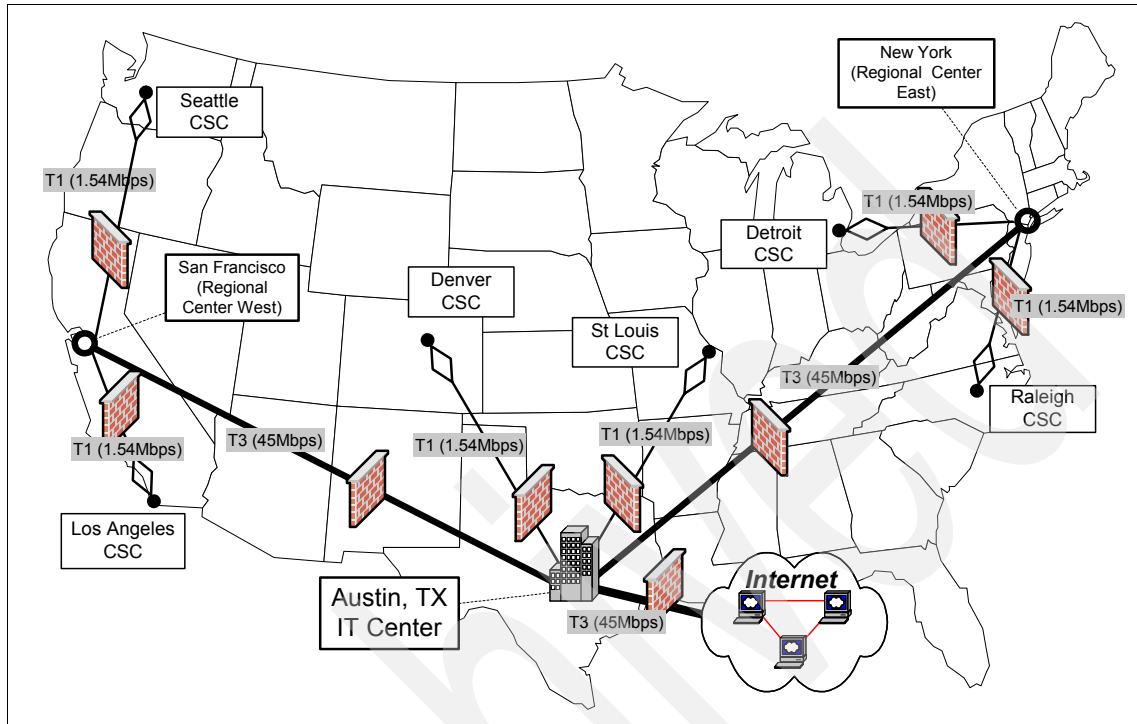 New York
(Regional Center
East)
Seattle
CSC
T1 (1.54Mbps)
T1 (1.54Mbps)
Detroit
CSC
San Francisco
(Regional
Center West)
Denver
CSC
T1 (1.54Mbps)
St Louis
CSC
T3 (45Mbps)
Raleigh
CSC
T1 (1.54Mbps)
T3 (45Mbps)
T1 (1.54Mbps)
T1 (1.54Mbps)
Los Angeles
CSC
Internet
Austin, TX
IT Center
T3 (45Mbps)